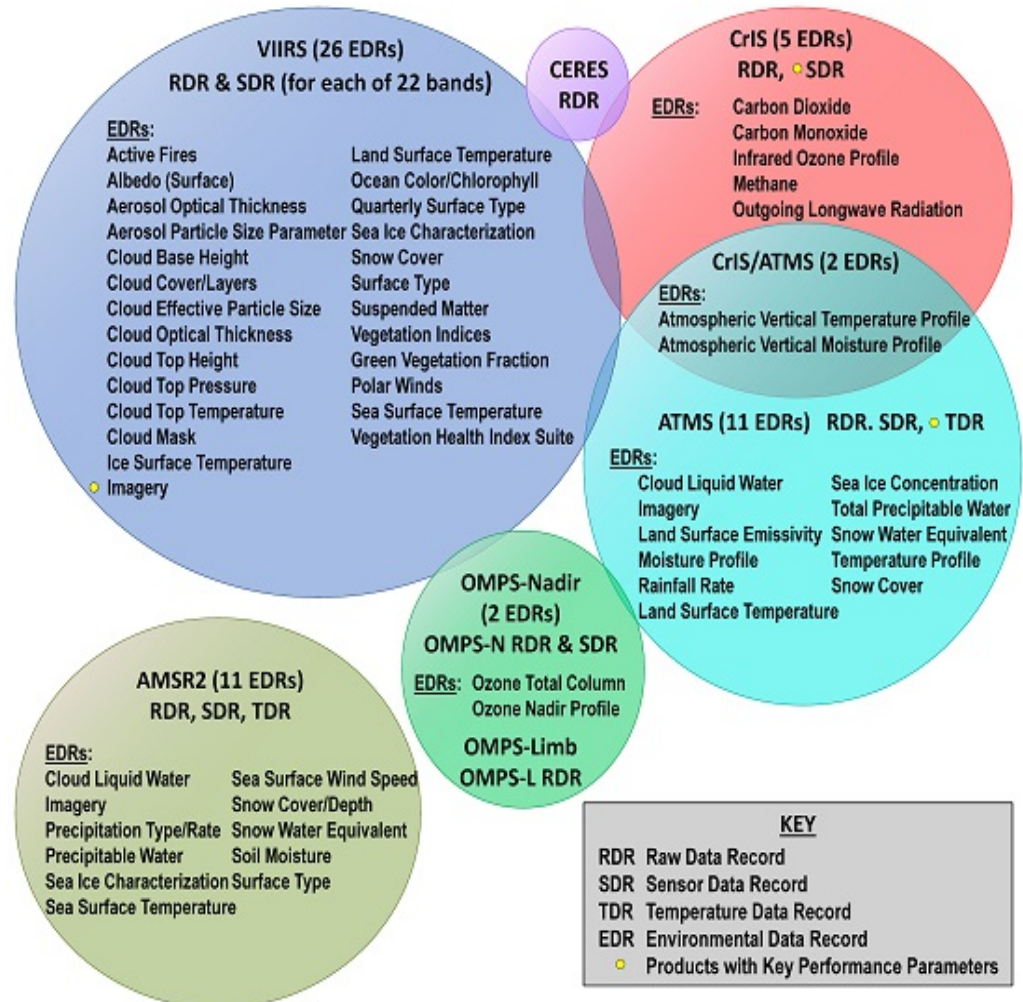 VIIRS (26 EDRs)
RDR & SDR (for each of 22 bands)
EDRs:
Active Fires
Albedo (Surface)
Aerosol Optical Thickness
Aerosol Particle Size Parameter
Cloud Base Height
Cloud Cover/Layers
Cloud Effective Particle Size
Cloud Optical Thickness
Cloud Top Height
Cloud Top Pressure
Cloud Top Temperature
Cloud Mask
Ice Surface Temperature
Imagery
Land Surface Temperature
Ocean Color/Chlorophyll
Quarterly Surface Type
Sea Ice Characterization
Snow Cover
Surface Type
Suspended Matter
Vegetation Indices
Green Vegetation Fraction
Polar Winds
Sea Surface Temperature
Vegetation Health Index Suite
CERES
RDR
CrIS (5 EDRs)
RDR, SDR
EDRs:
Carbon Dioxide
Carbon Monoxide
Infrared Ozone Profile
Methane
Outgoing Longwave Radiation
CrIS/ATMS (2 EDRs)
EDRs:
Atmospheric Vertical Temperature Profile
Atmospheric Vertical Moisture Profile
ATMS (11 EDRs) RDR. SDR, TDR
EDRs:
Cloud Liquid Water
Imagery
Land Surface Emissivity
Moisture Profile
Rainfall Rate
Land Surface Temperature
Sea Ice Concentration
Total Precipitable Water
Snow Water Equivalent
Temperature Profile
Snow Cover
OMPS-Nadir
(2 EDRs)
OMPS-N RDR & SDR
EDRs: Ozone Total Column
Ozone Nadir Profile
OMPS-Limb
OMPS-L RDR
AMSR2 (11 EDRs)
RDR, SDR, TDR
EDRs:
Cloud Liquid Water
Imagery
Precipitation Type/Rate
Precipitable Water
Sea Ice Characterization
Sea Surface Temperature
Sea Surface Wind Speed
Snow Cover/Depth
Snow Water Equivalent
Soil Moisture
Surface Type
KEY
RDR Raw Data Record
SDR Sensor Data Record
TDR Temperature Data Record
EDR Environmental Data Record
Products with Key Performance Parameters